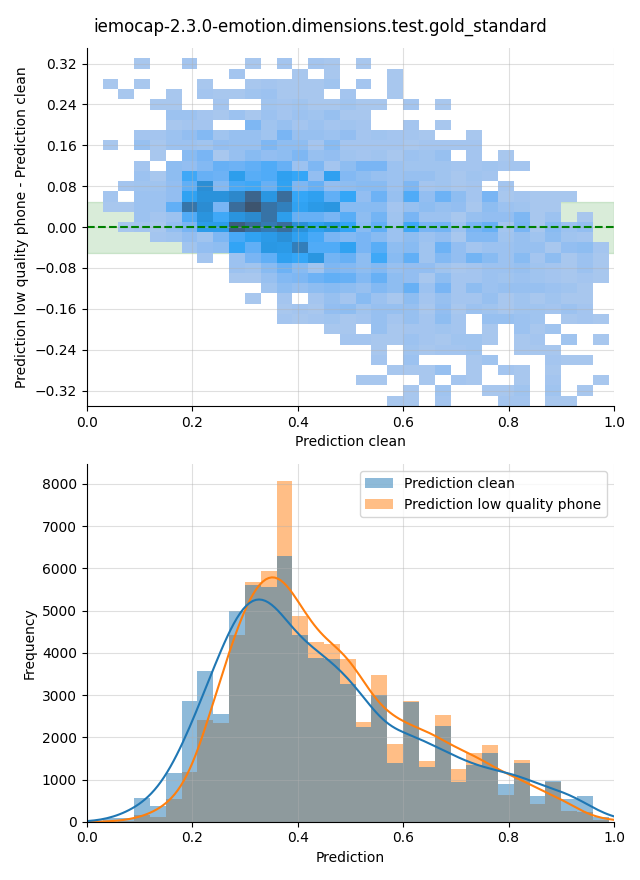 iemocap-2.3.0-emotion.dimensions.test.gold_standard
Prediction low quality phone - Prediction clean
0.32
0.24
0.16
0.08
0.00
−0.08
−0.16
−0.24
−0.32
0.0 0.2 0.4 0.6 0.8 1.0
Prediction clean
Frequency
8000
7000
6000
5000
4000
3000
2000
1000
0
Prediction clean
Prediction low quality phone
0.0 0.2 0.4 0.6 0.8 1.0
Prediction